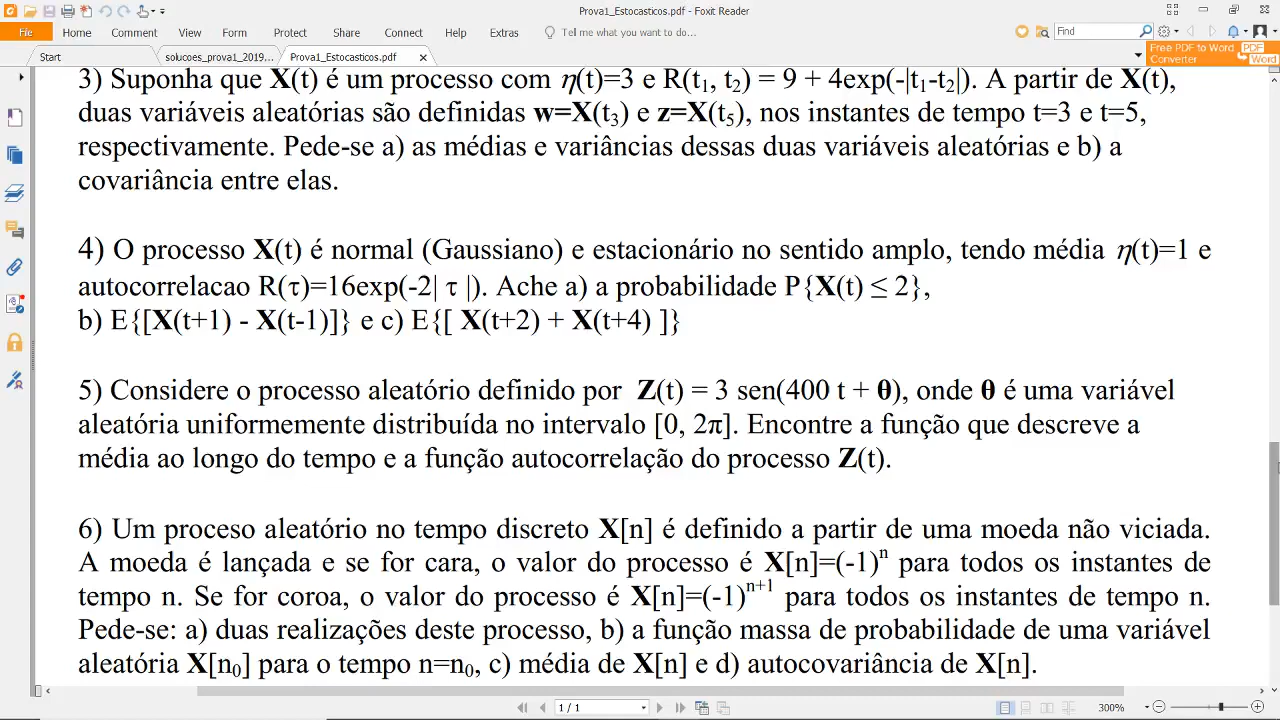 Prova1_Estocasticos.pdf - Foxit Reader
File Home Comment View Form Protect Share Connect Help Extras Tell me what you want to do... Find
Start solucoes_prova1_2019... Prova1_Estocasticos.pdf
Free PDF to Word Converter PDF Word
3) Suponha que X(t) é um processo com η(t)=3 e R(t₁, t₂) = 9 + 4exp(-|t₁-t₂|). A partir de X(t),
duas variáveis aleatórias são definidas w=X(t₃) e z=X(t₅), nos instantes de tempo t=3 e t=5,
respectivamente. Pede-se a) as médias e variâncias dessas duas variáveis aleatórias e b) a
covariância entre elas.
4) O processo X(t) é normal (Gaussiano) e estacionário no sentido amplo, tendo média η(t)=1 e
autocorrelacao R(τ)=16exp(-2| τ |). Ache a) a probabilidade P{X(t) ≤ 2},
b) E{[X(t+1) - X(t-1)]} e c) E{[ X(t+2) + X(t+4) ]}
5) Considere o processo aleatório definido por Z(t) = 3 sen(400 t + θ), onde θ é uma variável
aleatória uniformemente distribuída no intervalo [0, 2π]. Encontre a função que descreve a
média ao longo do tempo e a função autocorrelação do processo Z(t).
6) Um proceso aleatório no tempo discreto X[n] é definido a partir de uma moeda não viciada.
A moeda é lançada e se for cara, o valor do processo é X[n]=(-1)ⁿ para todos os instantes de
tempo n. Se for coroa, o valor do processo é X[n]=(-1)ⁿ⁺¹ para todos os instantes de tempo n.
Pede-se: a) duas realizações deste processo, b) a função massa de probabilidade de uma variável
aleatória X[n₀] para o tempo n=n₀, c) média de X[n] e d) autocovariância de X[n].
1 / 1 300%